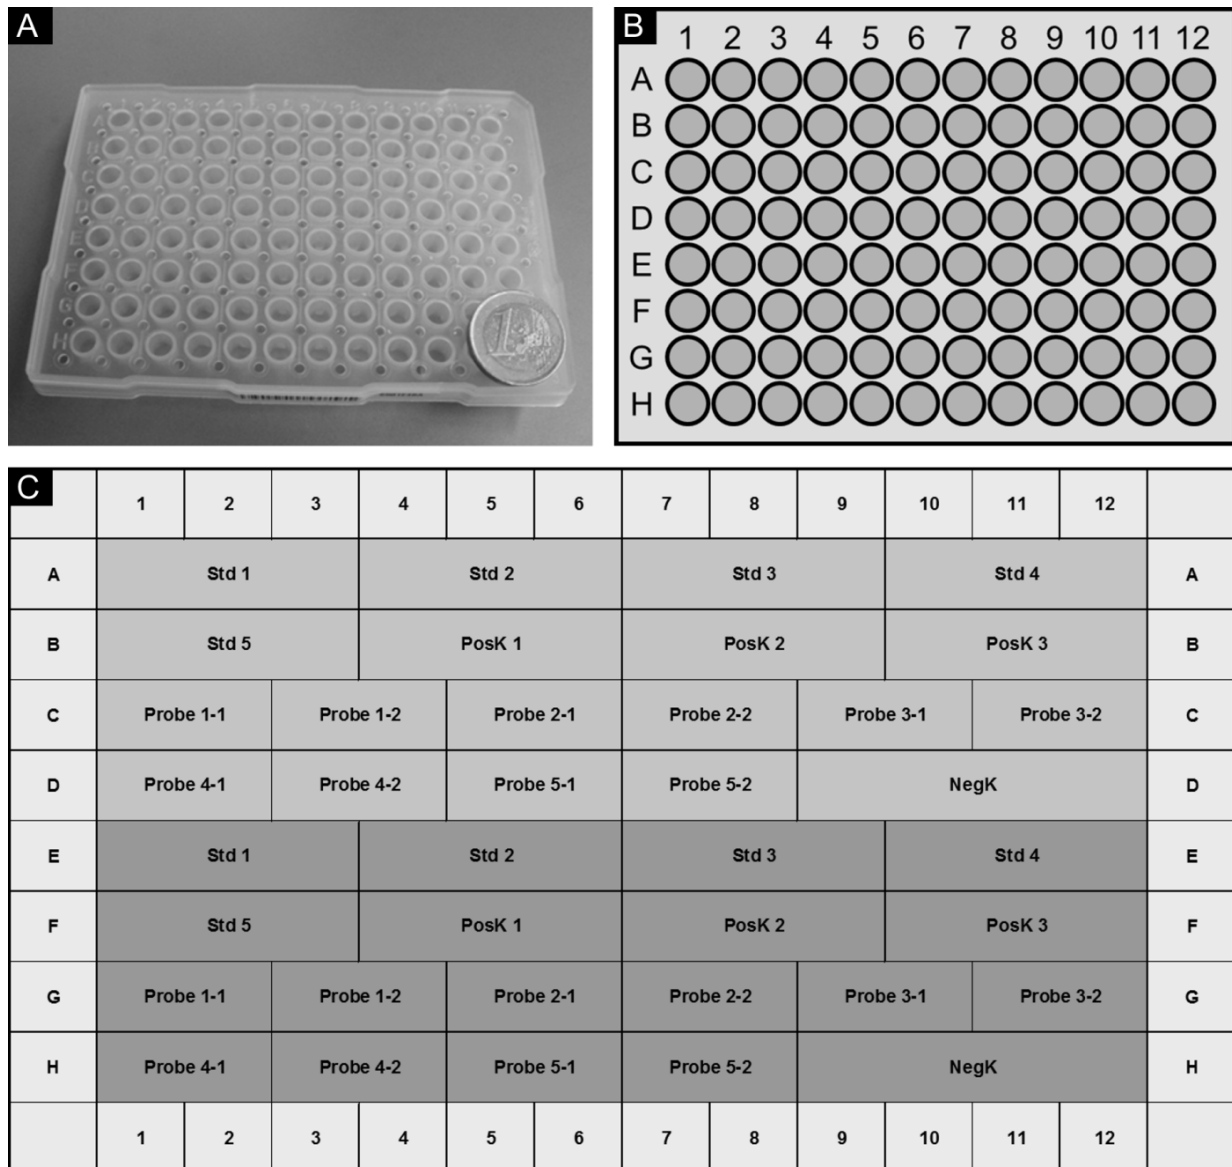 A
1
B
1 2 3 4 5 6 7 8 9 10 11 12
A
B
C
D
E
F
G
H
C
1 2 3 4 5 6 7 8 9 10 11 12
A Std 1 Std 2 Std 3 Std 4 A
B Std 5 PosK 1 PosK 2 PosK 3 B
C Probe 1-1 Probe 1-2 Probe 2-1 Probe 2-2 Probe 3-1 Probe 3-2 C
D Probe 4-1 Probe 4-2 Probe 5-1 Probe 5-2 NegK D
E Std 1 Std 2 Std 3 Std 4 E
F Std 5 PosK 1 PosK 2 PosK 3 F
G Probe 1-1 Probe 1-2 Probe 2-1 Probe 2-2 Probe 3-1 Probe 3-2 G
H Probe 4-1 Probe 4-2 Probe 5-1 Probe 5-2 NegK H
1 2 3 4 5 6 7 8 9 10 11 12